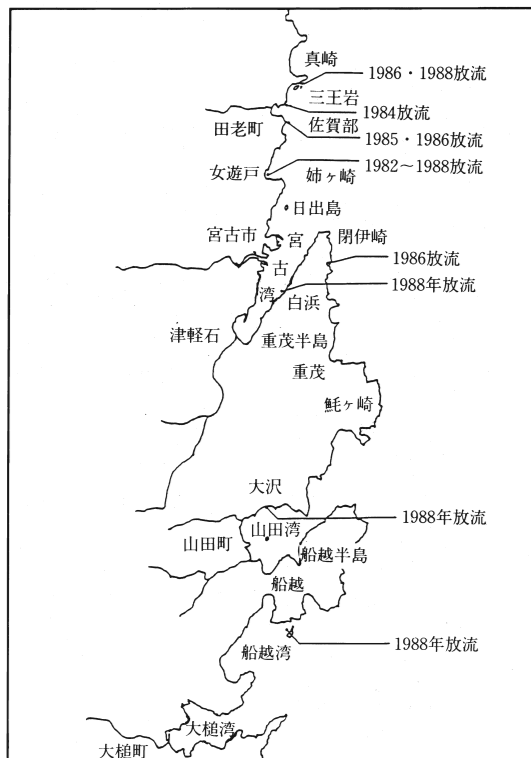 真崎
1986・1988放流
三王岩
1984放流
田老町
佐賀部
1985・1986放流
女遊戸
姉ヶ崎
1982～1988放流
日出島
宮古市
宮古湾
閉伊崎
1986放流
1988年放流
白浜
津軽石
重茂半島
重茂
魹ヶ崎
大沢
1988年放流
山田湾
山田町
船越半島
船越
1988年放流
船越湾
大槌湾
大槌町